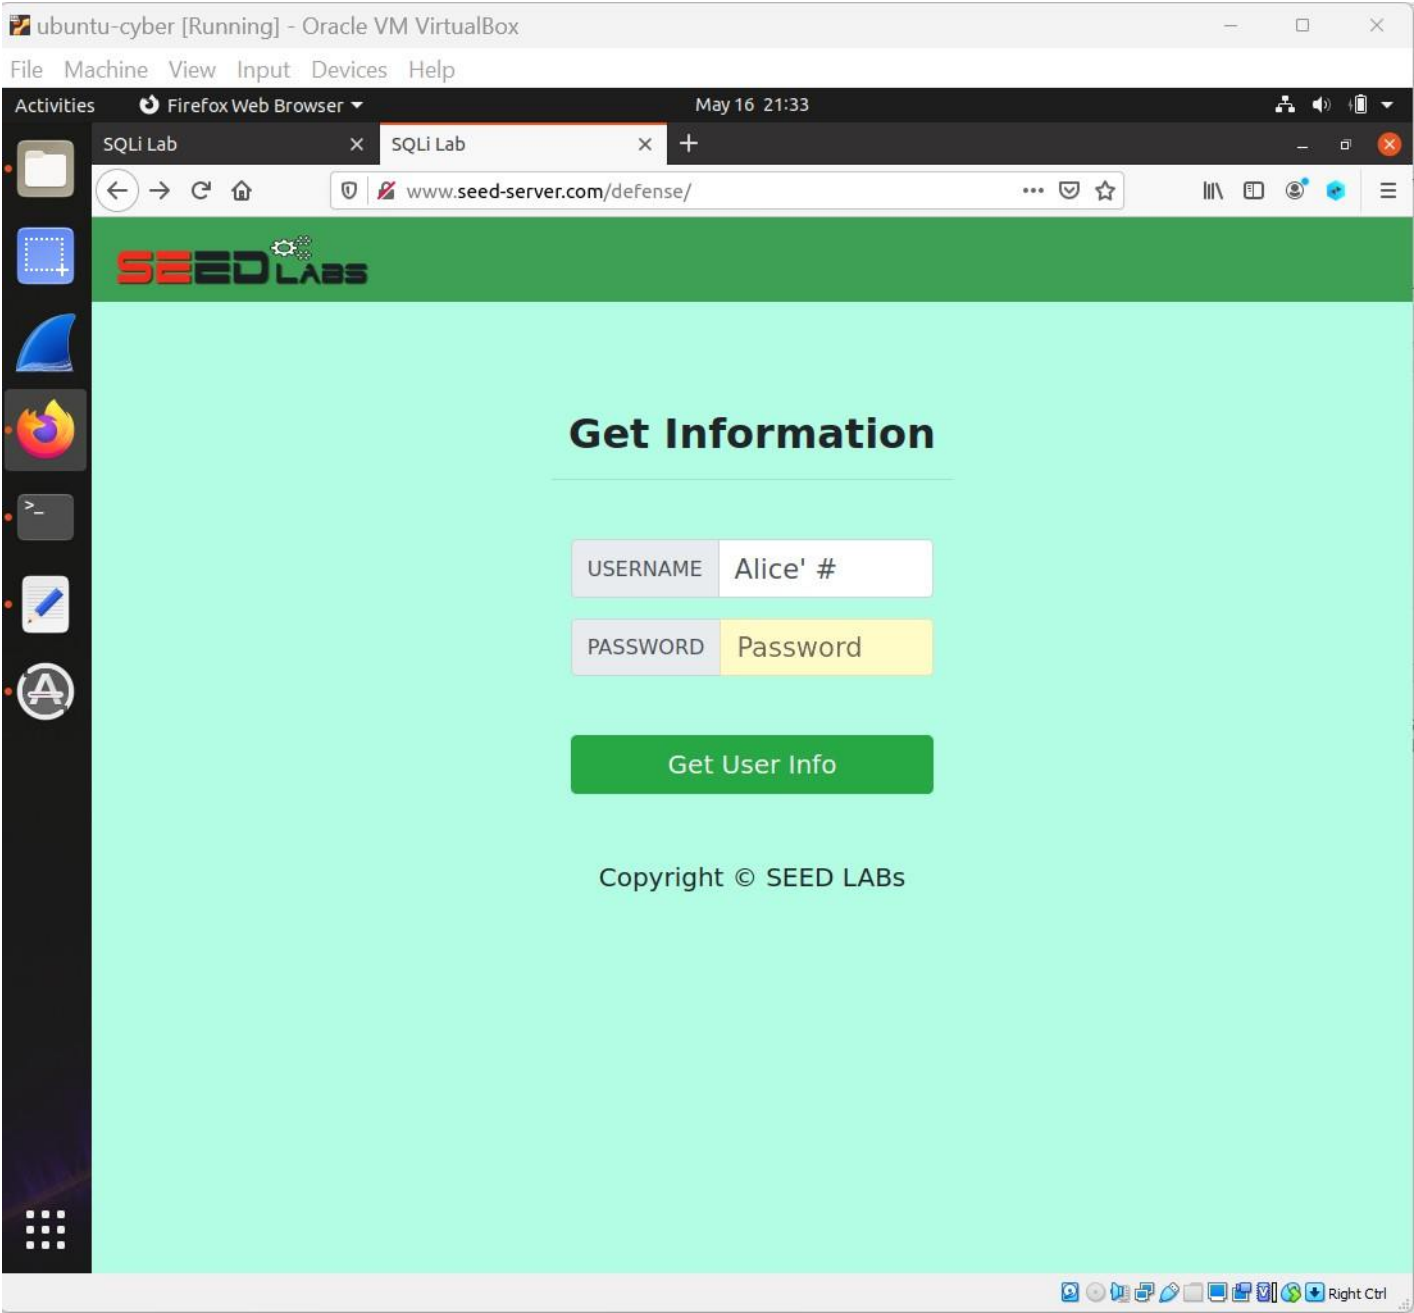 ubuntu-cyber [Running] - Oracle VM VirtualBox
File Machine View Input Devices Help
Activities Firefox Web Browser May 16 21:33
SQLi Lab SQLi Lab
www.seed-server.com/defense/
SEED LABS
Get Information
USERNAME Alice' #
PASSWORD Password
Get User Info
Copyright © SEED LABs
Right Ctrl